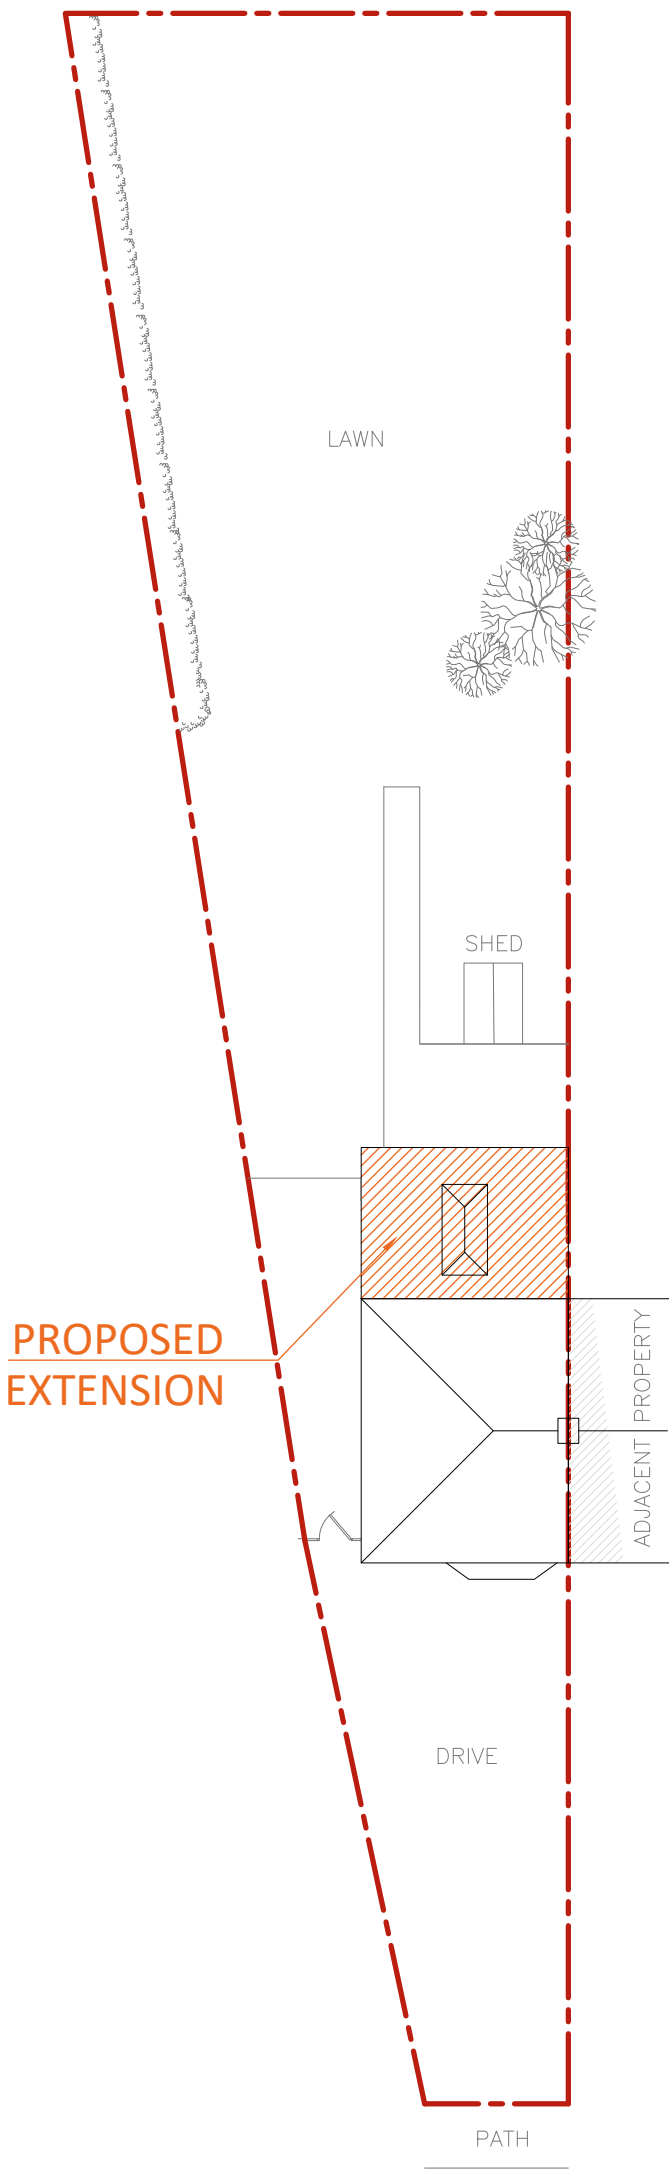 LAWN
SHED
PROPOSED
EXTENSION
ADJACENT PROPERTY
DRIVE
PATH